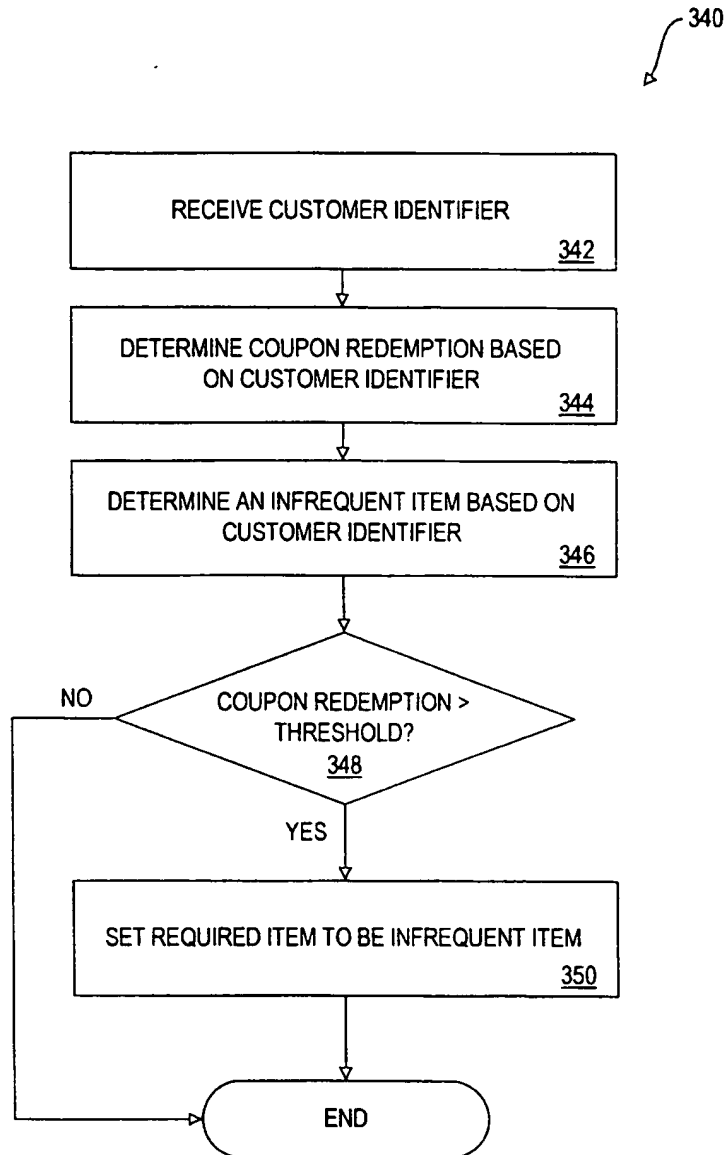 340
RECEIVE CUSTOMER IDENTIFIER
342
DETERMINE COUPON REDEMPTION BASED
ON CUSTOMER IDENTIFIER
344
DETERMINE AN INFREQUENT ITEM BASED ON
CUSTOMER IDENTIFIER
346
NO
COUPON REDEMPTION >
THRESHOLD?
348
YES
SET REQUIRED ITEM TO BE INFREQUENT ITEM
350
END